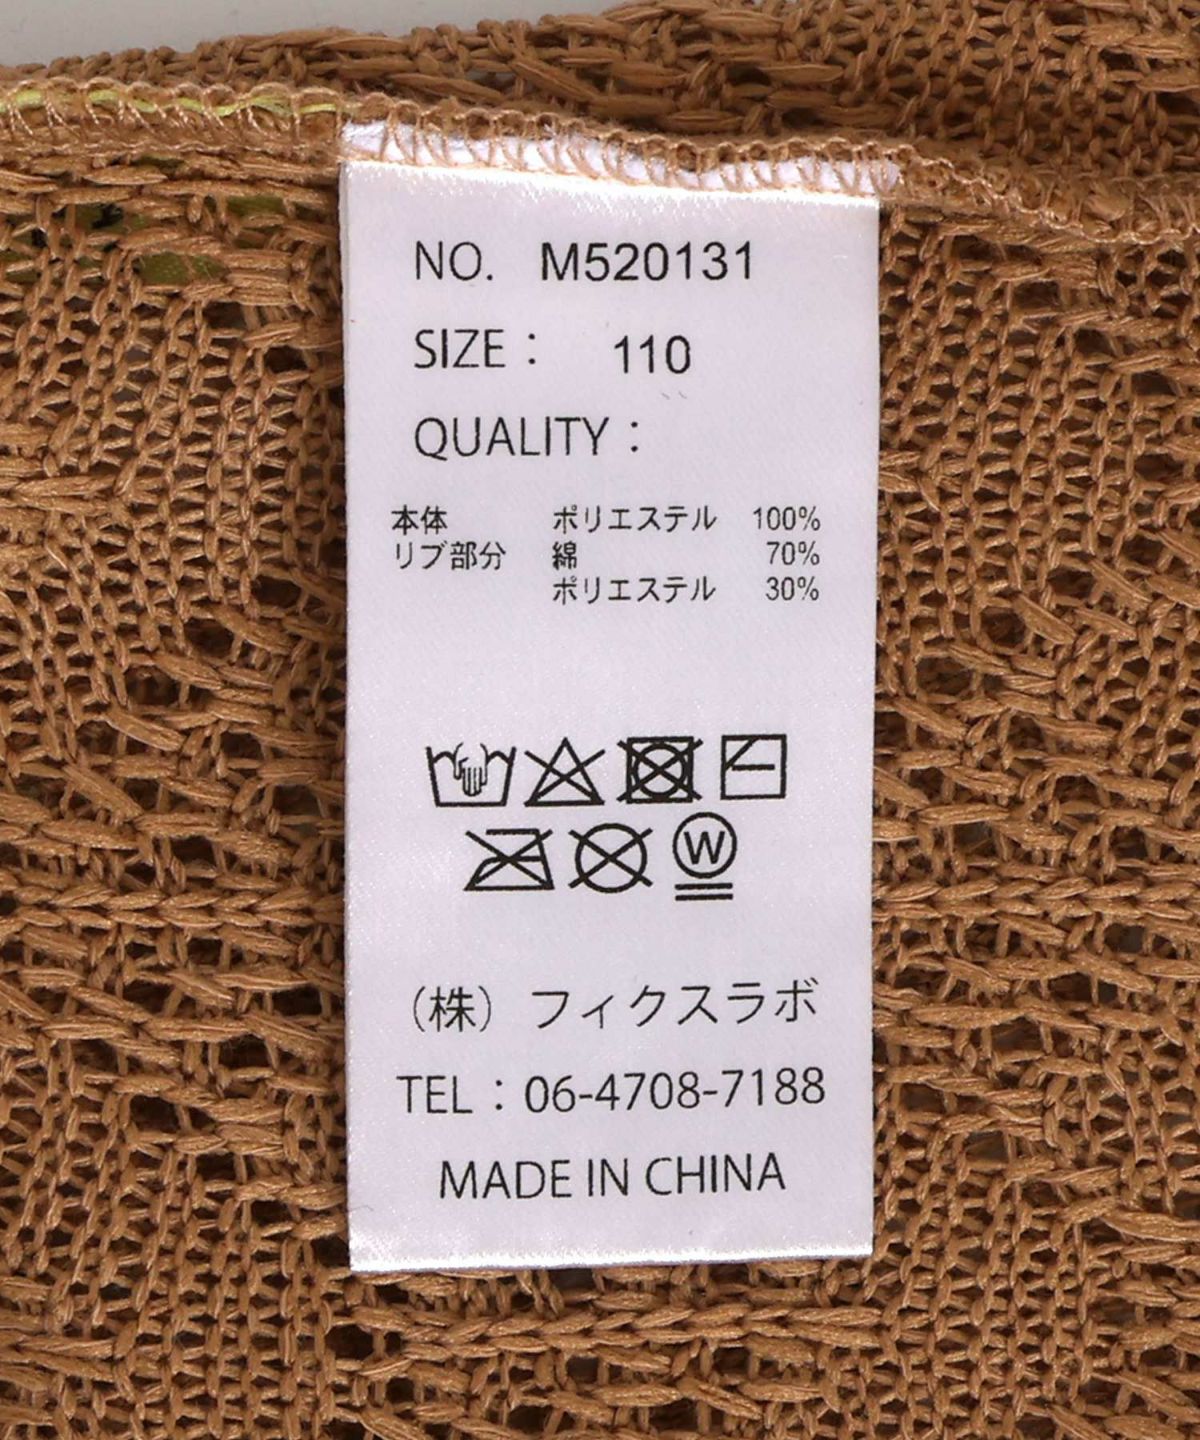 NO. M520131
SIZE： 110
QUALITY：
本体 ポリエステル 100%
リブ部分 綿 70%
ポリエステル 30%
W
（株）フィクスラボ
TEL：06-4708-7188
MADE IN CHINA